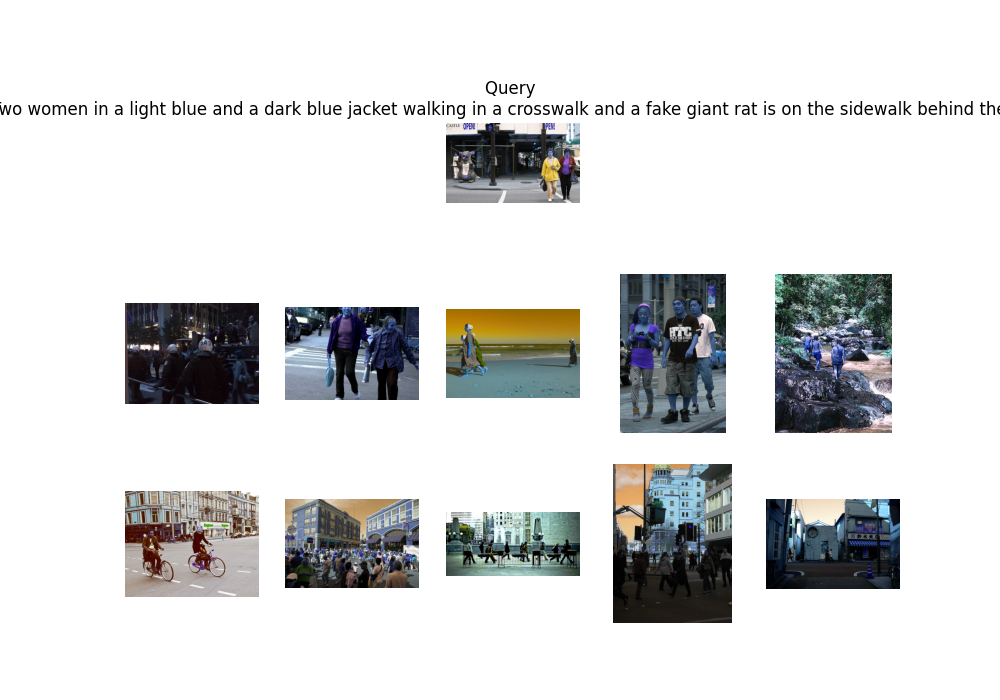 Query
wo women in a light blue and a dark blue jacket walking in a crosswalk and a fake giant rat is on the sidewalk behind the
OPEN!
OPEN!